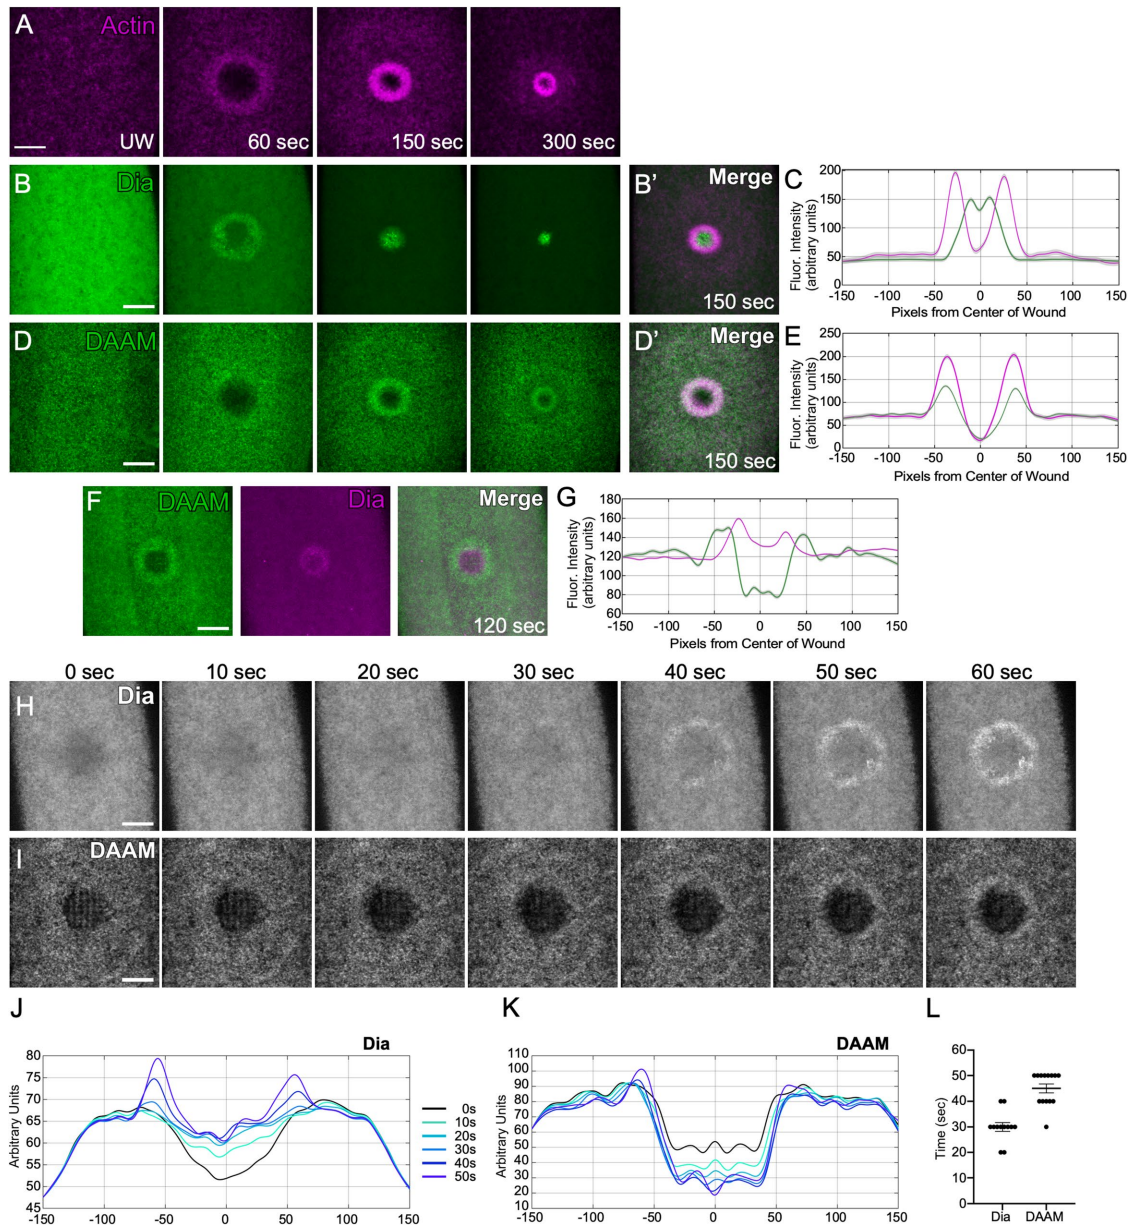 A Actin
UW
60 sec
150 sec
300 sec
B Dia
B' Merge
150 sec
C
Fluor. Intensity
(arbitrary units)
200
150
100
50
0
-150 -100 -50 0 50 100 150
Pixels from Center of Wound
D DAAM
D' Merge
150 sec
E
Fluor. Intensity
(arbitrary units)
250
200
150
100
50
0
-150 -100 -50 0 50 100 150
Pixels from Center of Wound
F DAAM
Dia
Merge
120 sec
G
Fluor. Intensity
(arbitrary units)
180
160
140
120
100
80
60
-150 -100 -50 0 50 100 150
Pixels from Center of Wound
0 sec 10 sec 20 sec 30 sec 40 sec 50 sec 60 sec
H Dia
I DAAM
J
Dia
Arbitrary Units
80
75
70
65
60
55
50
45
-150 -100 -50 0 50 100 150
0s
10s
20s
30s
40s
50s
K
DAAM
Arbitrary Units
110
100
90
80
70
60
50
40
30
20
10
-150 -100 -50 0 50 100 150
L
Time (sec)
60
50
40
30
20
10
0
Dia DAAM